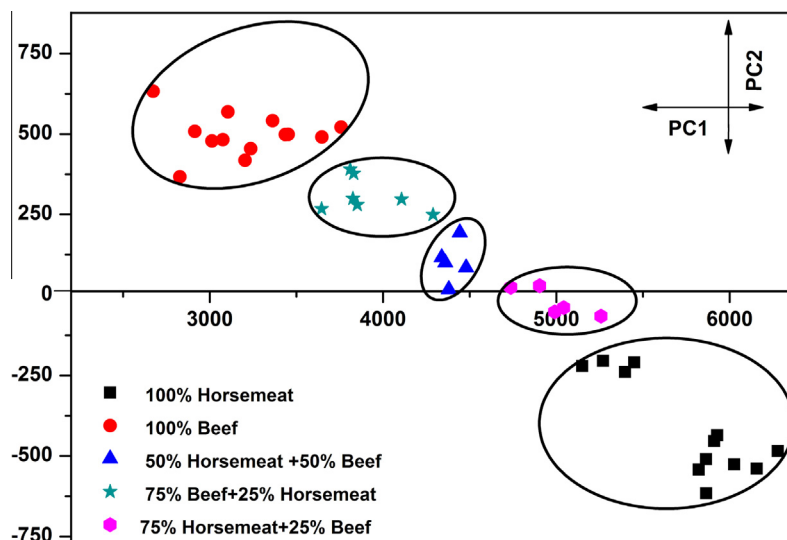 750
500
250
0
-250
-500
-750
3000
4000
5000
6000
PC1
PC2
100% Horsemeat
100% Beef
50% Horsemeat +50% Beef
75% Beef+25% Horsemeat
75% Horsemeat+25% Beef